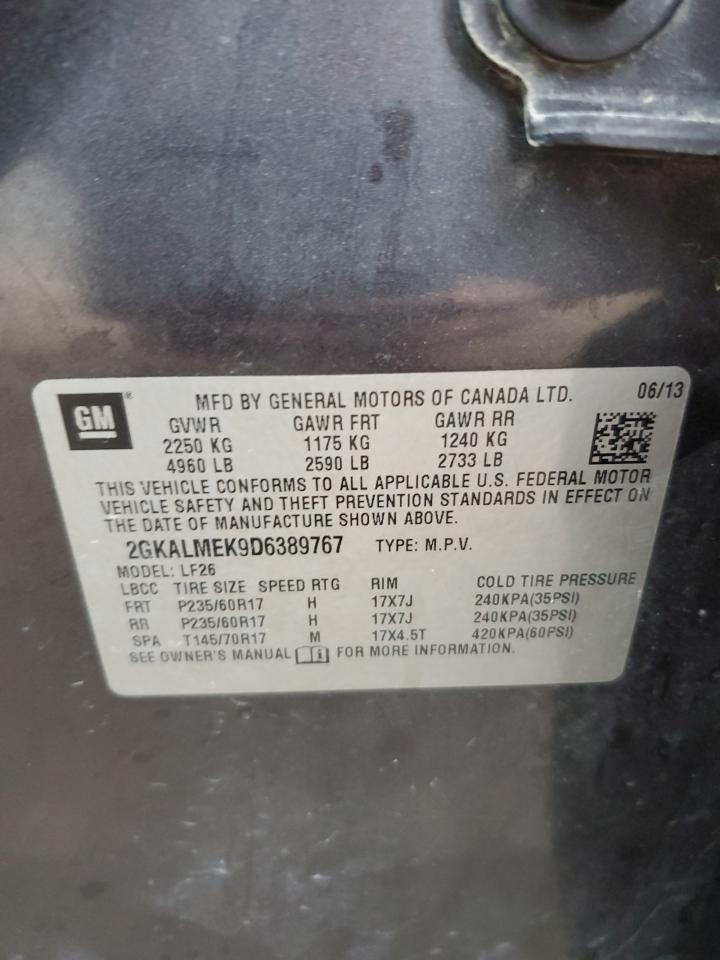 GM ® MFD BY GENERAL MOTORS OF CANADA LTD. 06/13
GVWR GAWR FRT GAWR RR
2250 KG 1175 KG 1240 KG
4960 LB 2590 LB 2733 LB
THIS VEHICLE CONFORMS TO ALL APPLICABLE U.S. FEDERAL MOTOR
VEHICLE SAFETY AND THEFT PREVENTION STANDARDS IN EFFECT ON
THE DATE OF MANUFACTURE SHOWN ABOVE.
2GKALMEK9D6389767 TYPE: M.P.V.
MODEL: LF26
LBCC TIRE SIZE SPEED RTG RIM COLD TIRE PRESSURE
FRT P235/60R17 H 17X7J 240KPA(35PSI)
RR P235/60R17 H 17X7J 240KPA(35PSI)
SPA T145/70R17 M 17X4.5T 420KPA(60PSI)
SEE OWNER'S MANUAL FOR MORE INFORMATION.